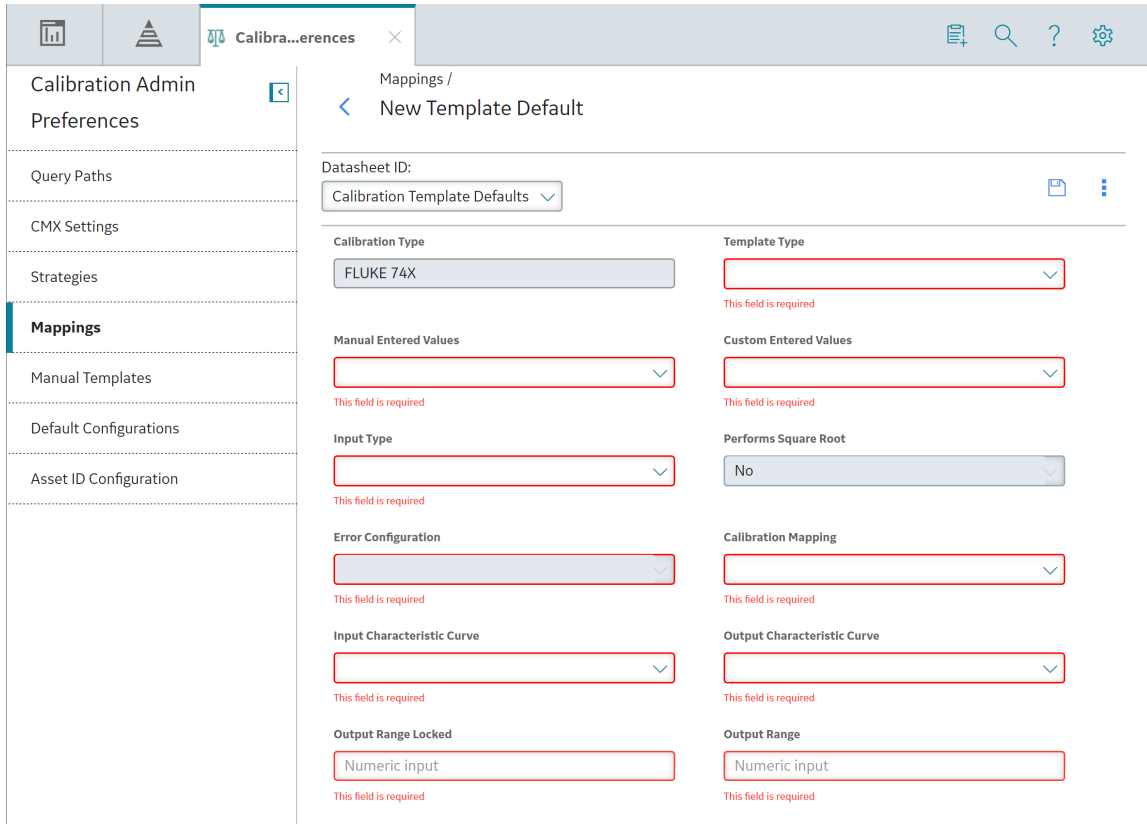 Calibra...erences
Calibration Admin
Preferences
Query Paths
CMX Settings
Strategies
Mappings
Manual Templates
Default Configurations
Asset ID Configuration
Mappings /
New Template Default
Datasheet ID:
Calibration Template Defaults
Calibration Type
Template Type
FLUKE 74X
This field is required
Manual Entered Values
Custom Entered Values
This field is required
This field is required
Input Type
Performs Square Root
No
This field is required
Error Configuration
Calibration Mapping
This field is required
This field is required
Input Characteristic Curve
Output Characteristic Curve
This field is required
This field is required
Output Range Locked
Output Range
Numeric input
Numeric input
This field is required
This field is required